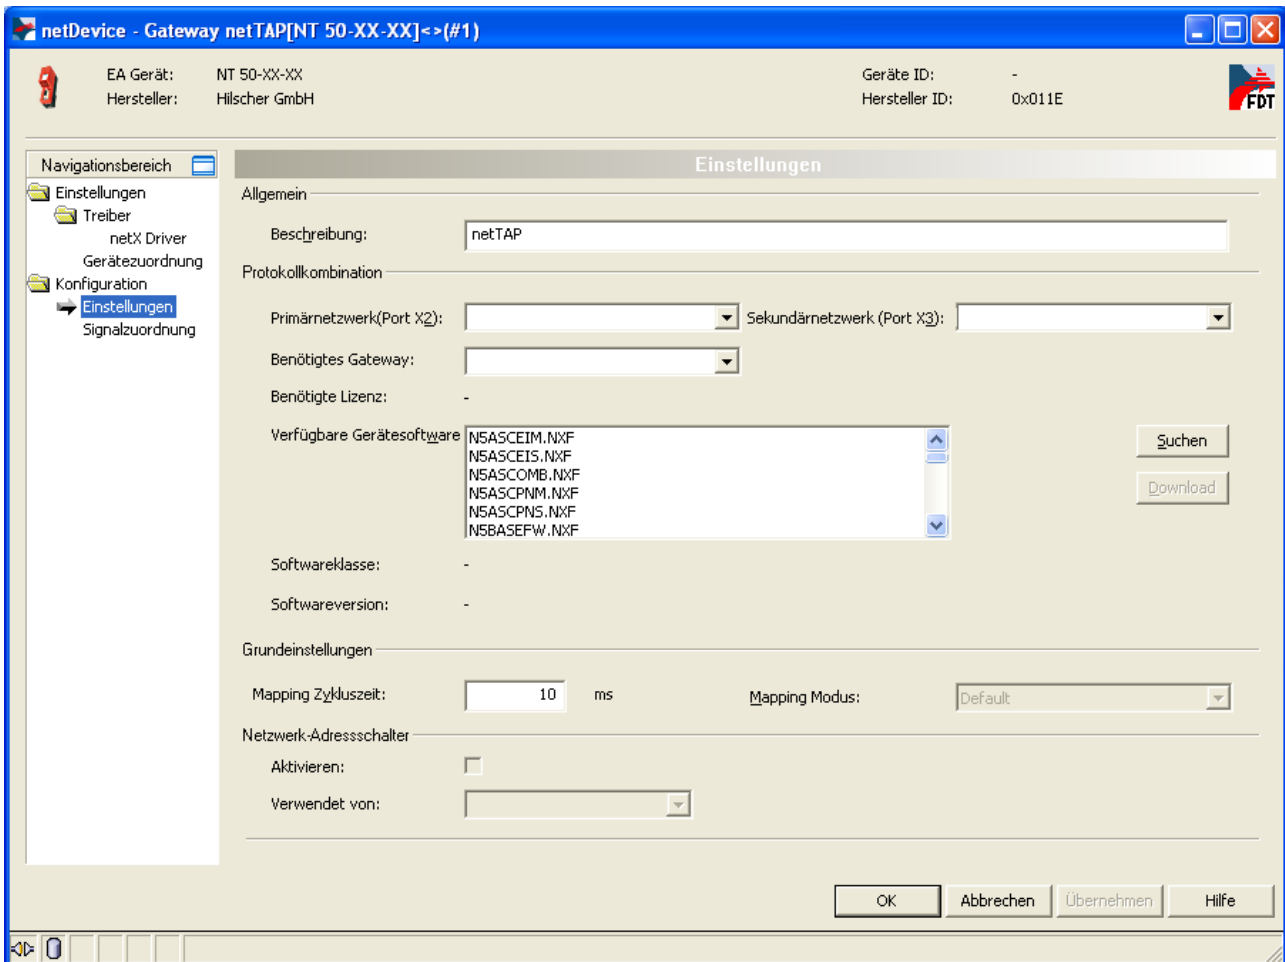 netDevice - Gateway netTAP[NT 50-XX-XX]<>(#1)
EA Gerät: NT 50-XX-XX Geräte ID: -
Hersteller: Hilscher GmbH Hersteller ID: 0x011E
FDT
Navigationsbereich
Einstellungen
Treiber
netX Driver
Gerätezuordnung
Konfiguration
Einstellungen
Signalzuordnung
Einstellungen
Allgemein
Beschreibung: netTAP
Protokollkombination
Primärnetzwerk(Port X2): Sekundärnetzwerk (Port X3):
Benötigtes Gateway:
Benötigte Lizenz: -
Verfügbare Gerätesoftware
N5ASCEIM.NXF
N5ASCEIS.NXF
N5ASCOMB.NXF
N5ASCPNM.NXF
N5ASCPNS.NXF
N5BASEFW.NXF
Suchen
Download
Softwareklasse: -
Softwareversion: -
Grundeinstellungen
Mapping Zykluszeit: 10 ms Mapping Modus: Default
Netzwerk-Adressschalter
Aktivieren:
Verwendet von:
OK Abbrechen Übernehmen Hilfe